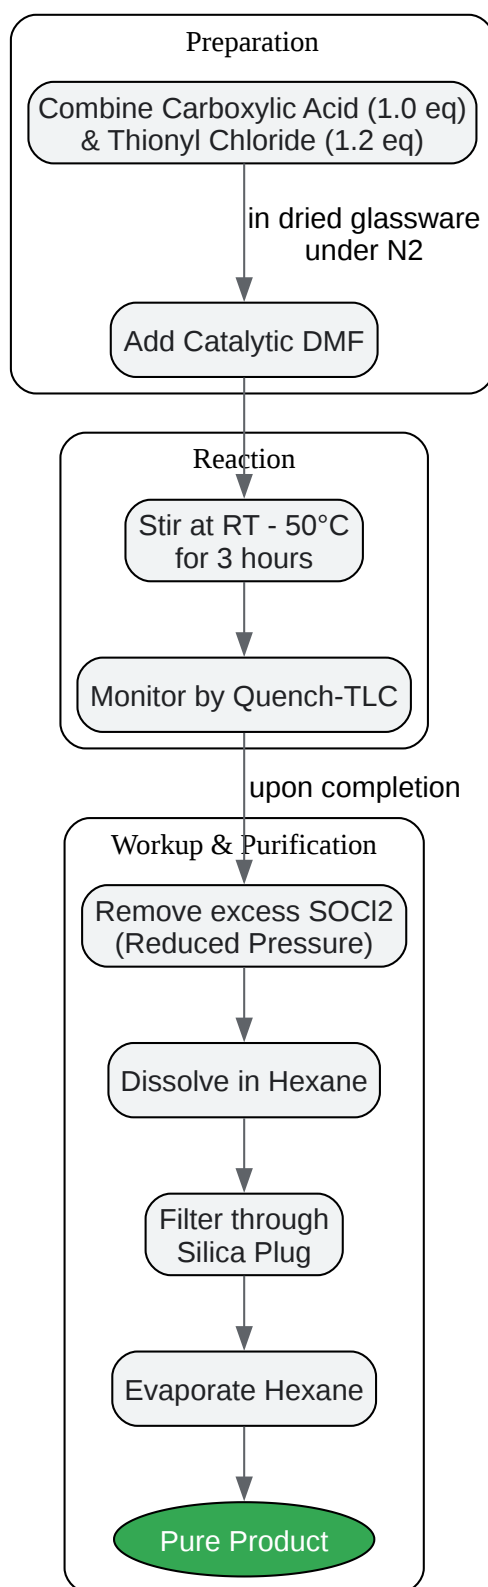 Preparation
Combine Carboxylic Acid (1.0 eq)
& Thionyl Chloride (1.2 eq)
in dried glassware
under N2
Add Catalytic DMF
Reaction
Stir at RT - 50°C
for 3 hours
Monitor by Quench-TLC
upon completion
Workup & Purification
Remove excess SOCl2
(Reduced Pressure)
Dissolve in Hexane
Filter through
Silica Plug
Evaporate Hexane
Pure Product